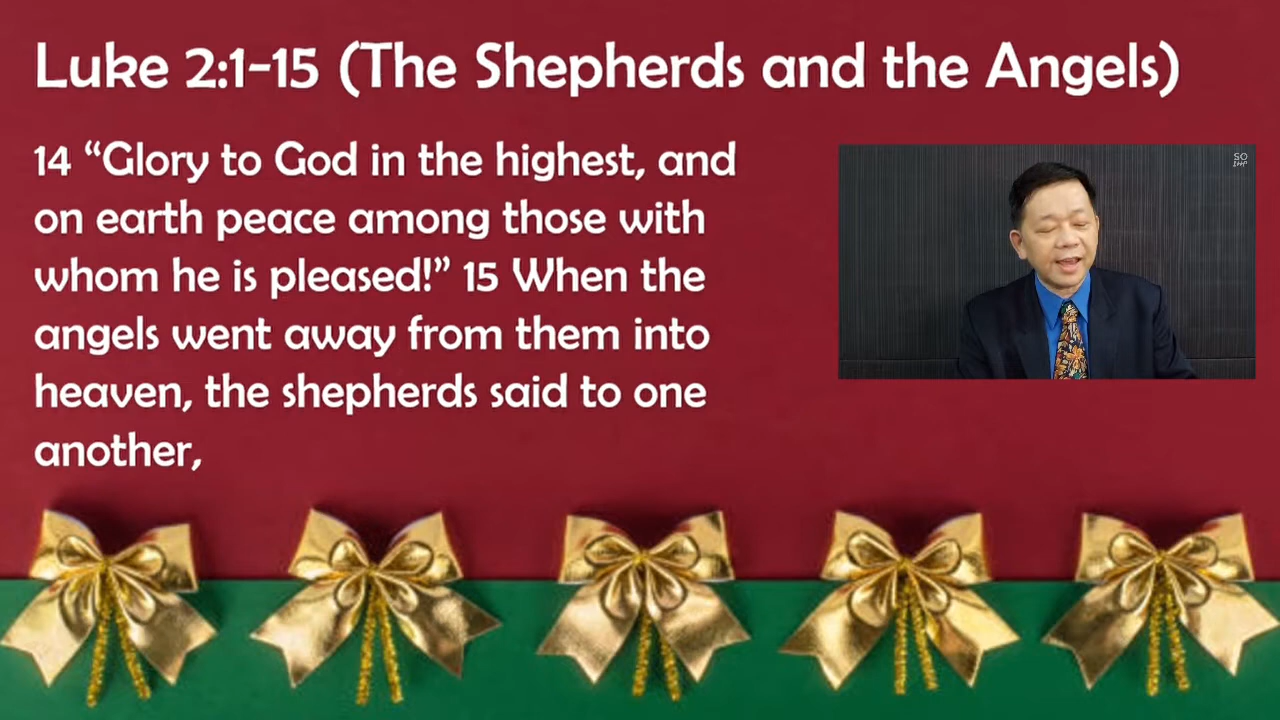 Luke 2:1-15 (The Shepherds and the Angels)
14 “Glory to God in the highest, and
on earth peace among those with
whom he is pleased!” 15 When the
angels went away from them into
heaven, the shepherds said to one
another,
SO